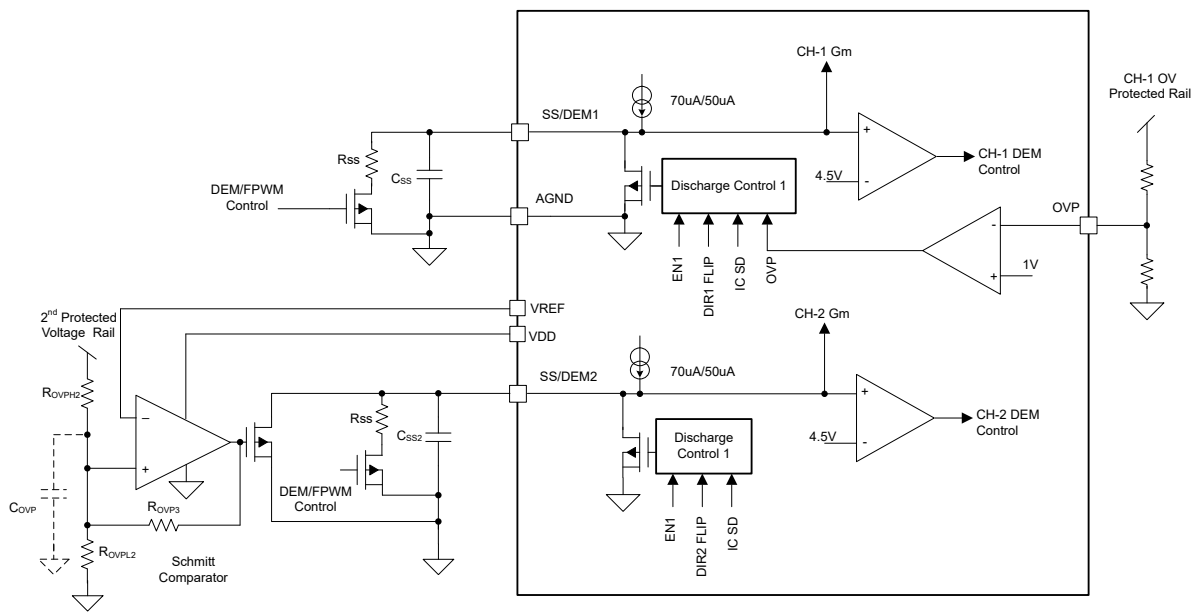 CH-1 Gm
CH-1 OV
Protected Rail
70uA/50uA
SS/DEM1
+
4.5V
-
CH-1 DEM
Control
Rss
CSS
DEM/FPWM
Control
Discharge Control 1
AGND
OVP
-
+
1V
EN1
DIR1 FLIP
IC SD
OVP
VREF
VDD
2nd Protected
Voltage Rail
CH-2 Gm
70uA/50uA
SS/DEM2
ROVPH2
+
4.5V
-
CH-2 DEM
Control
Rss
CSS2
–
+
Discharge
Control 1
DEM/FPWM
Control
COVP
ROVP3
ROVPL2
Schmitt
Comparator
EN1
DIR2 FLIP
IC SD